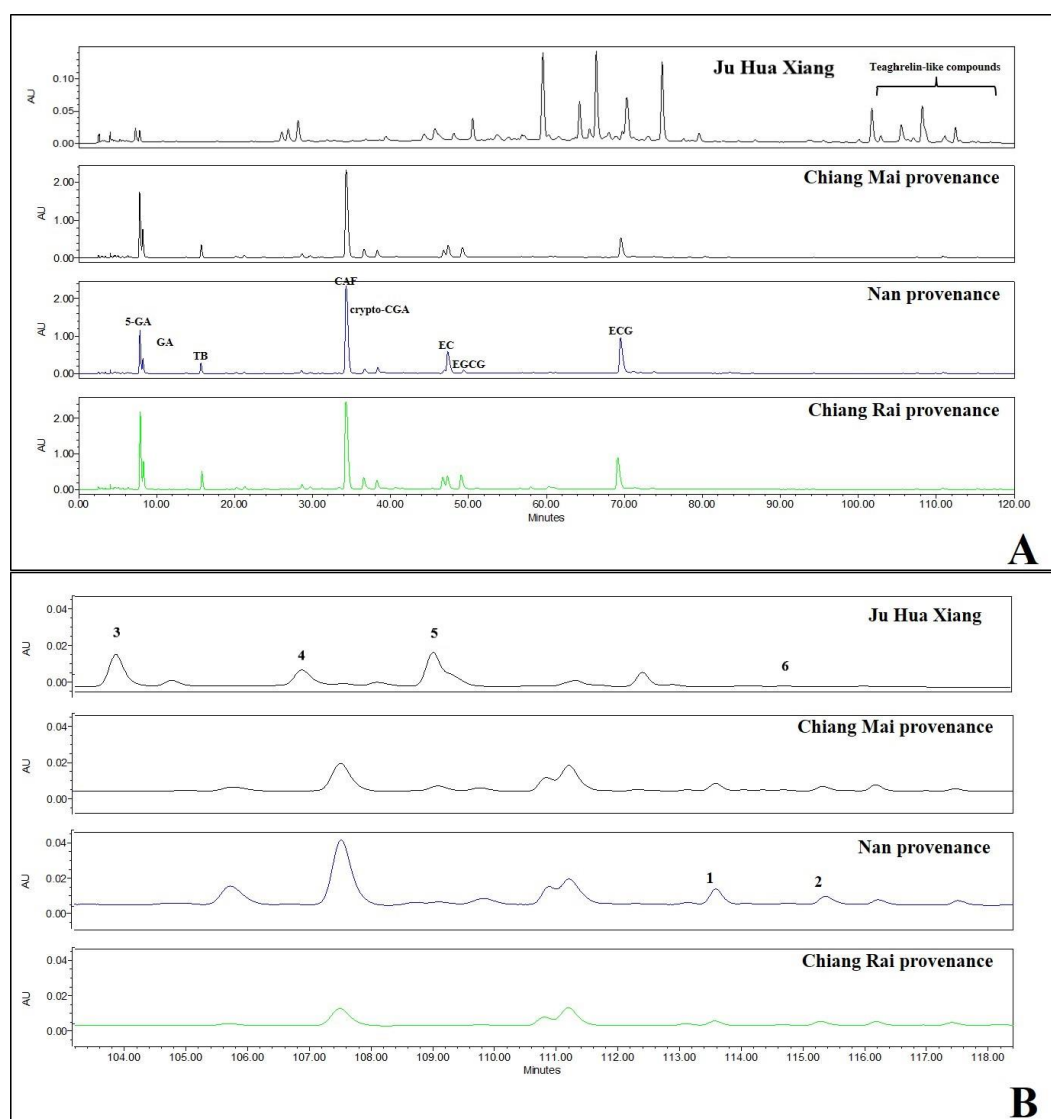 Ju Hua Xiang
Teaghrelin-like compounds
AU
0.10
0.05
0.00
Chiang Mai provenance
AU
2.00
1.00
0.00
Nan provenance
AU
2.00
1.00
0.00
5-GA
GA
TB
CAF
crypto-CGA
EC
EGCG
ECG
Chiang Rai provenance
AU
2.00
1.00
0.00
0.00 10.00 20.00 30.00 40.00 50.00 60.00 70.00 80.00 90.00 100.00 110.00 120.00
Minutes
A
Ju Hua Xiang
AU
0.04
0.02
0.00
3
4
5
6
Chiang Mai provenance
AU
0.04
0.02
0.00
Nan provenance
AU
0.04
0.02
0.00
1
2
Chiang Rai provenance
AU
0.04
0.02
0.00
104.00 105.00 106.00 107.00 108.00 109.00 110.00 111.00 112.00 113.00 114.00 115.00 116.00 117.00 118.00
Minutes
B